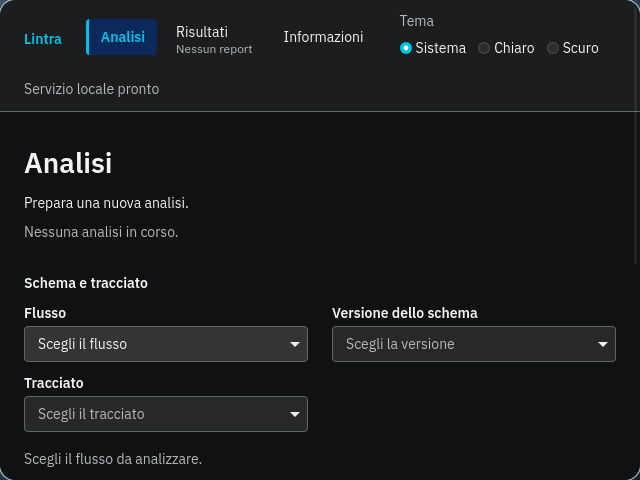 Lintra
Analisi
Risultati
Nessun report
Informazioni
Tema
Sistema
Chiaro
Scuro
Servizio locale pronto
Analisi
Prepara una nuova analisi.
Nessuna analisi in corso.
Schema e tracciato
Flusso
Scegli il flusso
Versione dello schema
Scegli la versione
Tracciato
Scegli il tracciato
Scegli il flusso da analizzare.